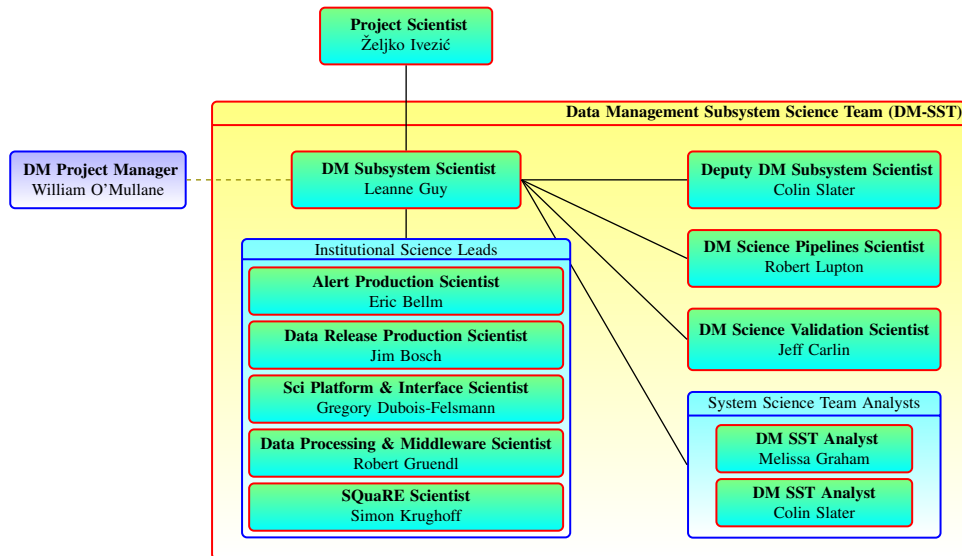 Project Scientist
Željko Ivezić
Data Management Subsystem Science Team (DM-SST)
DM Project Manager
William O’Mullane
DM Subsystem Scientist
Leanne Guy
Deputy DM Subsystem Scientist
Colin Slater
DM Science Pipelines Scientist
Robert Lupton
DM Science Validation Scientist
Jeff Carlin
Institutional Science Leads
Alert Production Scientist
Eric Bellm
Data Release Production Scientist
Jim Bosch
Sci Platform & Interface Scientist
Gregory Dubois-Felsmann
Data Processing & Middleware Scientist
Robert Gruendl
SQuaRE Scientist
Simon Krughoff
System Science Team Analysts
DM SST Analyst
Melissa Graham
DM SST Analyst
Colin Slater